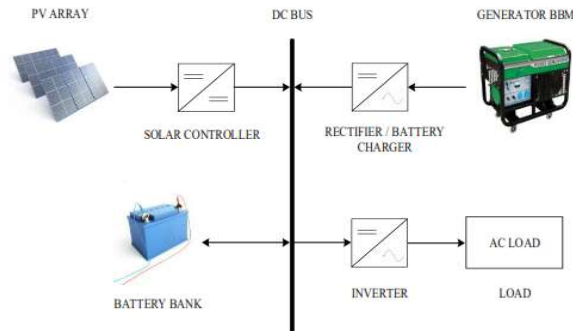 PV ARRAY
DC BUS
GENERATOR BBM
SOLAR CONTROLLER
RECTIFIER / BATTERY
CHARGER
AC LOAD
BATTERY BANK
INVERTER
LOAD